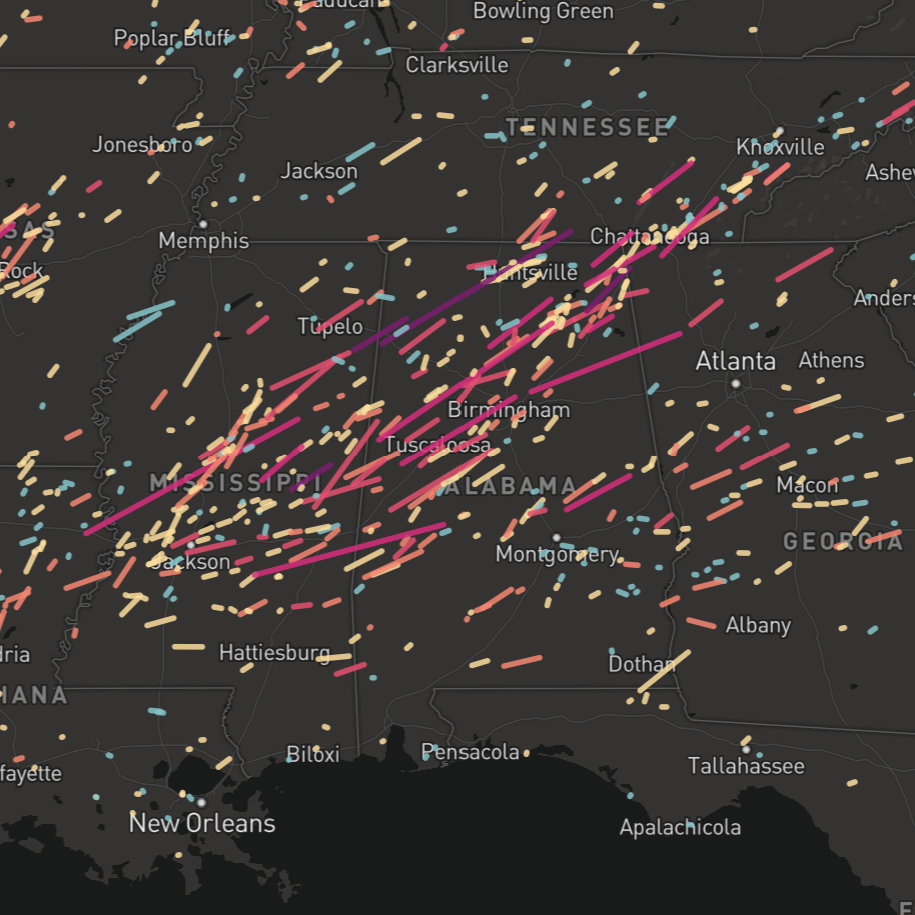 Paducah
Bowling Green
Poplar Bluff
Clarksville
TENNESSEE
Jonesboro
Knoxville
Jackson
Ashev
SAS
Memphis
Chattanooga
Rock
Huntsville
Anders
Tupelo
Atlanta
Athens
Birmingham
Tuscaloosa
MISSISSIPPI
ALABAMA
Macon
GEORGIA
Jackson
Montgomery
Albany
Hattiesburg
dria
Dothan
IANA
Biloxi
Pensacola
Tallahassee
fayette
New Orleans
Apalachicola
F